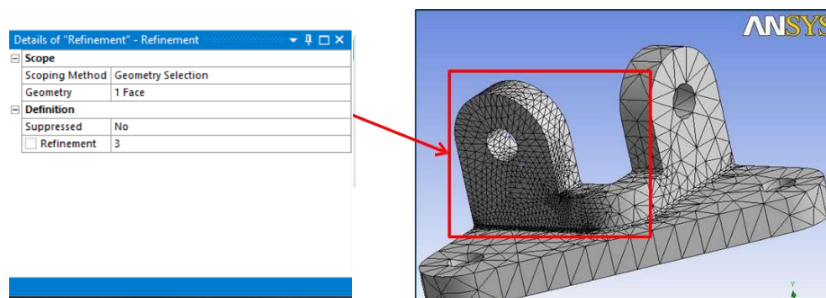 Details of "Refinement" - Refinement
Scope
Scoping Method Geometry Selection
Geometry 1 Face
Definition
Suppressed No
Refinement 3
ANSYS
Y